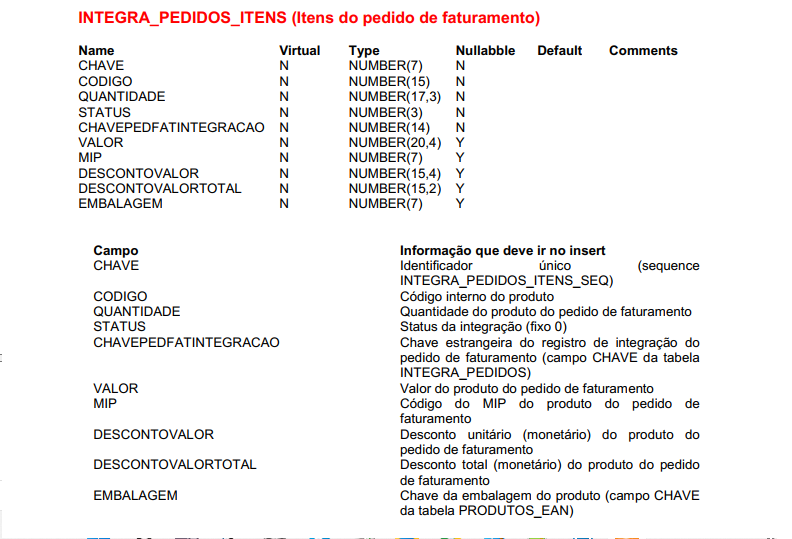 INTEGRA_PEDIDOS_ITENS (Itens do pedido de faturamento)
Name Virtual Type Nullabble Default Comments
CHAVE N NUMBER(7) N
CODIGO N NUMBER(15) N
QUANTIDADE N NUMBER(17,3) N
STATUS N NUMBER(3) N
CHAVEPEDFATINTEGRACAO N NUMBER(14) N
VALOR N NUMBER(20,4) Y
MIP N NUMBER(7) Y
DESCONTOVALOR N NUMBER(15,4) Y
DESCONTOVALORTOTAL N NUMBER(15,2) Y
EMBALAGEM N NUMBER(7) Y
Campo Informação que deve ir no insert
CHAVE Identificador único (sequence
INTEGRA_PEDIDOS_ITENS_SEQ)
CODIGO Código interno do produto
QUANTIDADE Quantidade do produto do pedido de faturamento
STATUS Status da integração (fixo 0)
CHAVEPEDFATINTEGRACAO Chave estrangeira do registro de integração do
pedido de faturamento (campo CHAVE da tabela
INTEGRA_PEDIDOS)
VALOR Valor do produto do pedido de faturamento
MIP Código do MIP do produto do pedido de
faturamento
DESCONTOVALOR Desconto unitário (monetário) do produto do
pedido de faturamento
DESCONTOVALORTOTAL Desconto total (monetário) do produto do pedido
de faturamento
EMBALAGEM Chave da embalagem do produto (campo CHAVE
da tabela PRODUTOS_EAN)